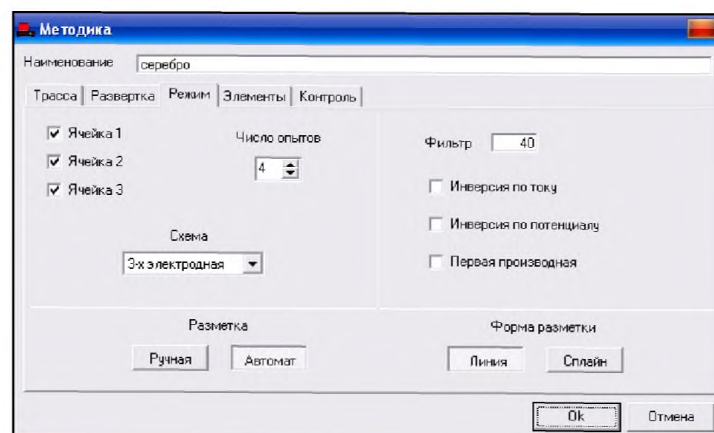 Методика
Наименование серебро
Трасса Развертка Режим Элементы Контроль
Ячейка 1
Ячейка 2
Ячейка 3
Число опытов
4
Схема
3-х электродная
Фильтр 40
Инверсия по току
Инверсия по потенциалу
Первая производная
Разметка
Ручная Автомат
Форма разметки
Линия Сплайн
Ok Отмена